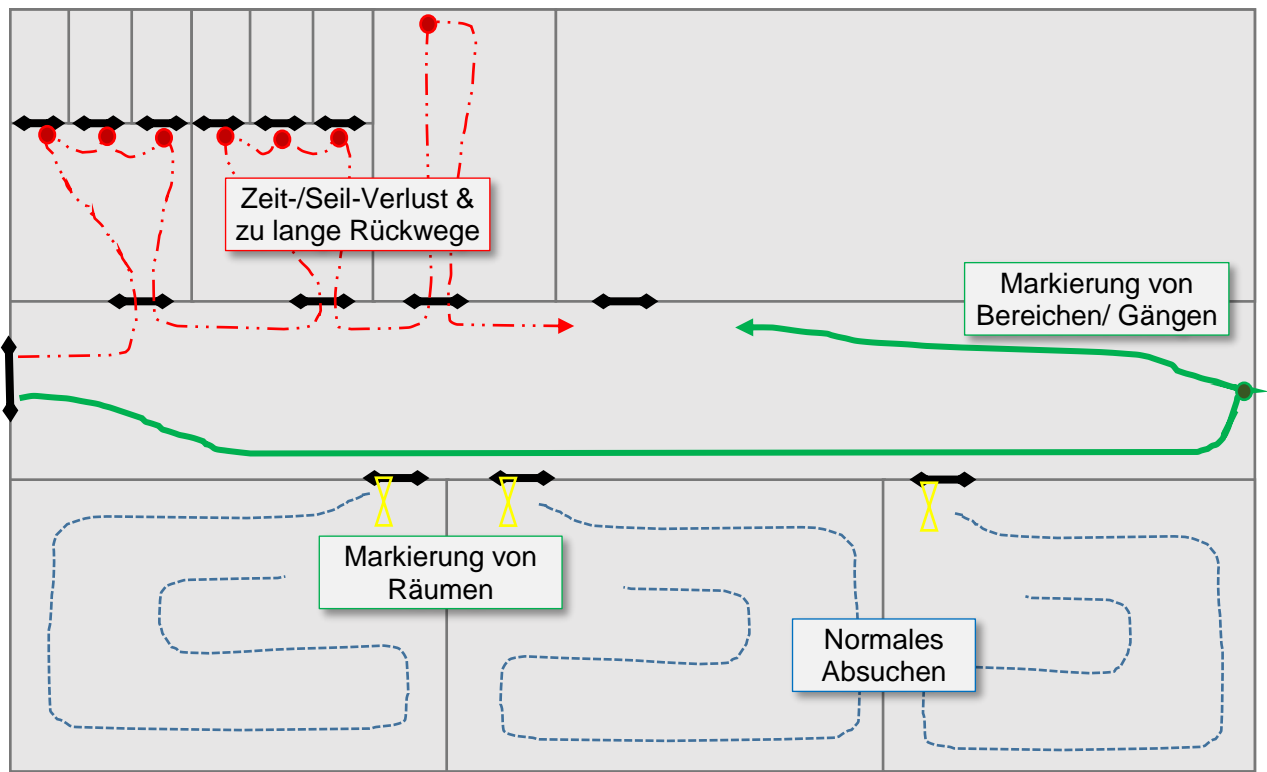 Zeit-/Seil-Verlust &
zu lange Rückwege
Markierung von
Bereichen/ Gängen
Markierung von
Räumen
Normales
Absuchen